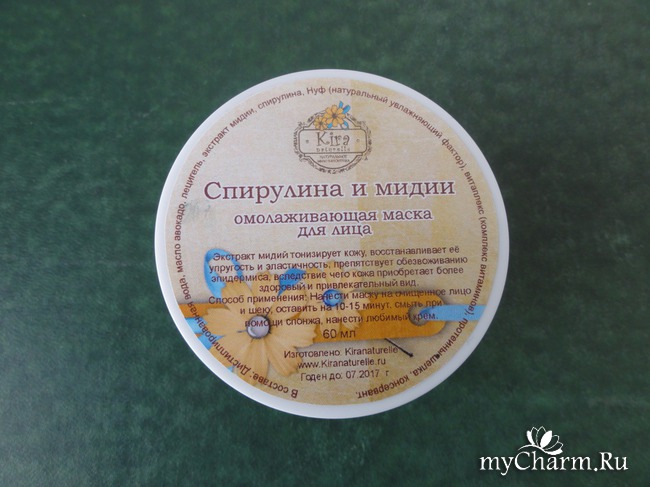 В составе: Дистиллированная вода, масло авокадо, лецигель, экстракт мидии, спирулина, Нуф (натуральный увлажняющий фактор), витаплекс (комплекс витаминов), протеины шелка, консервант.
Kira
naturelle
Спирулина и мидии
омолаживающая маска
для лица
Экстракт мидий тонизирует кожу, восстанавливает её
упругость и эластичность, препятствует обезвоживанию
эпидермиса, вследствие чего кожа приобретает более
здоровый и привлекательный вид.
Способ применения: Нанести маску на очищенное лицо
и шею, оставить на 10-15 минут, смыть при
помощи спонжа, нанести любимый крем.
60 мл
Изготовлено: Kiranaturelle
www.Kiranaturelle.ru
Годен до: 07.2017 г
myCharm.Ru